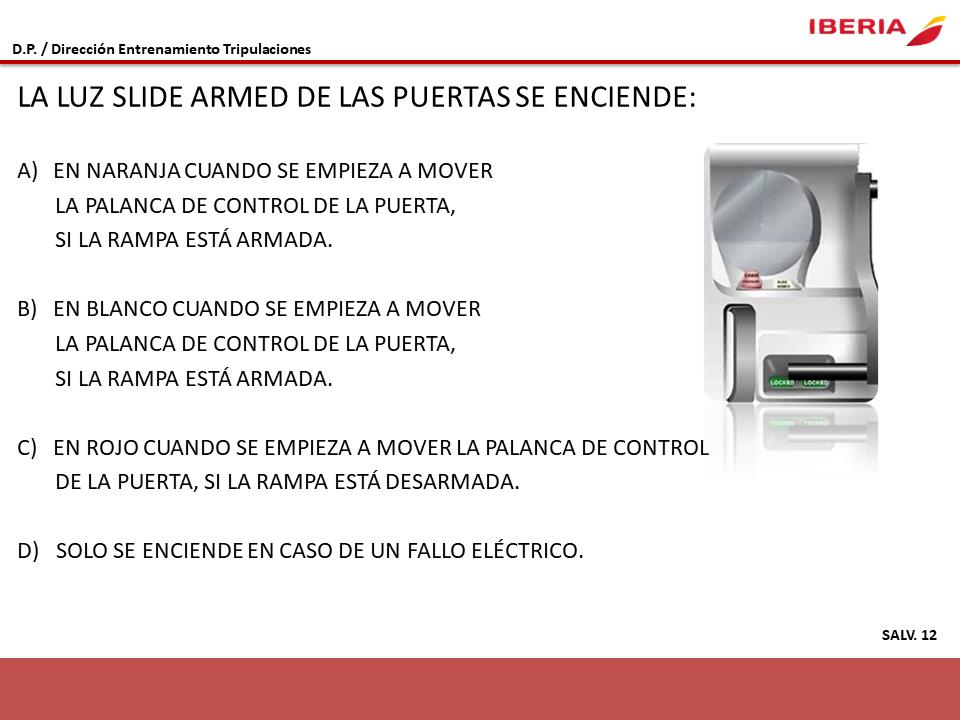 IBERIA
D.P. / Dirección Entrenamiento Tripulaciones
LA LUZ SLIDE ARMED DE LAS PUERTAS SE ENCIENDE:
A) EN NARANJA CUANDO SE EMPIEZA A MOVER
LA PALANCA DE CONTROL DE LA PUERTA,
SI LA RAMPA ESTÁ ARMADA.
B) EN BLANCO CUANDO SE EMPIEZA A MOVER
LA PALANCA DE CONTROL DE LA PUERTA,
SI LA RAMPA ESTÁ ARMADA.
C) EN ROJO CUANDO SE EMPIEZA A MOVER LA PALANCA DE CONTROL
DE LA PUERTA, SI LA RAMPA ESTÁ DESARMADA.
D) SOLO SE ENCIENDE EN CASO DE UN FALLO ELÉCTRICO.
CABIN
SLIDE
ARMED
LOCKED LOCKED
SALV. 12